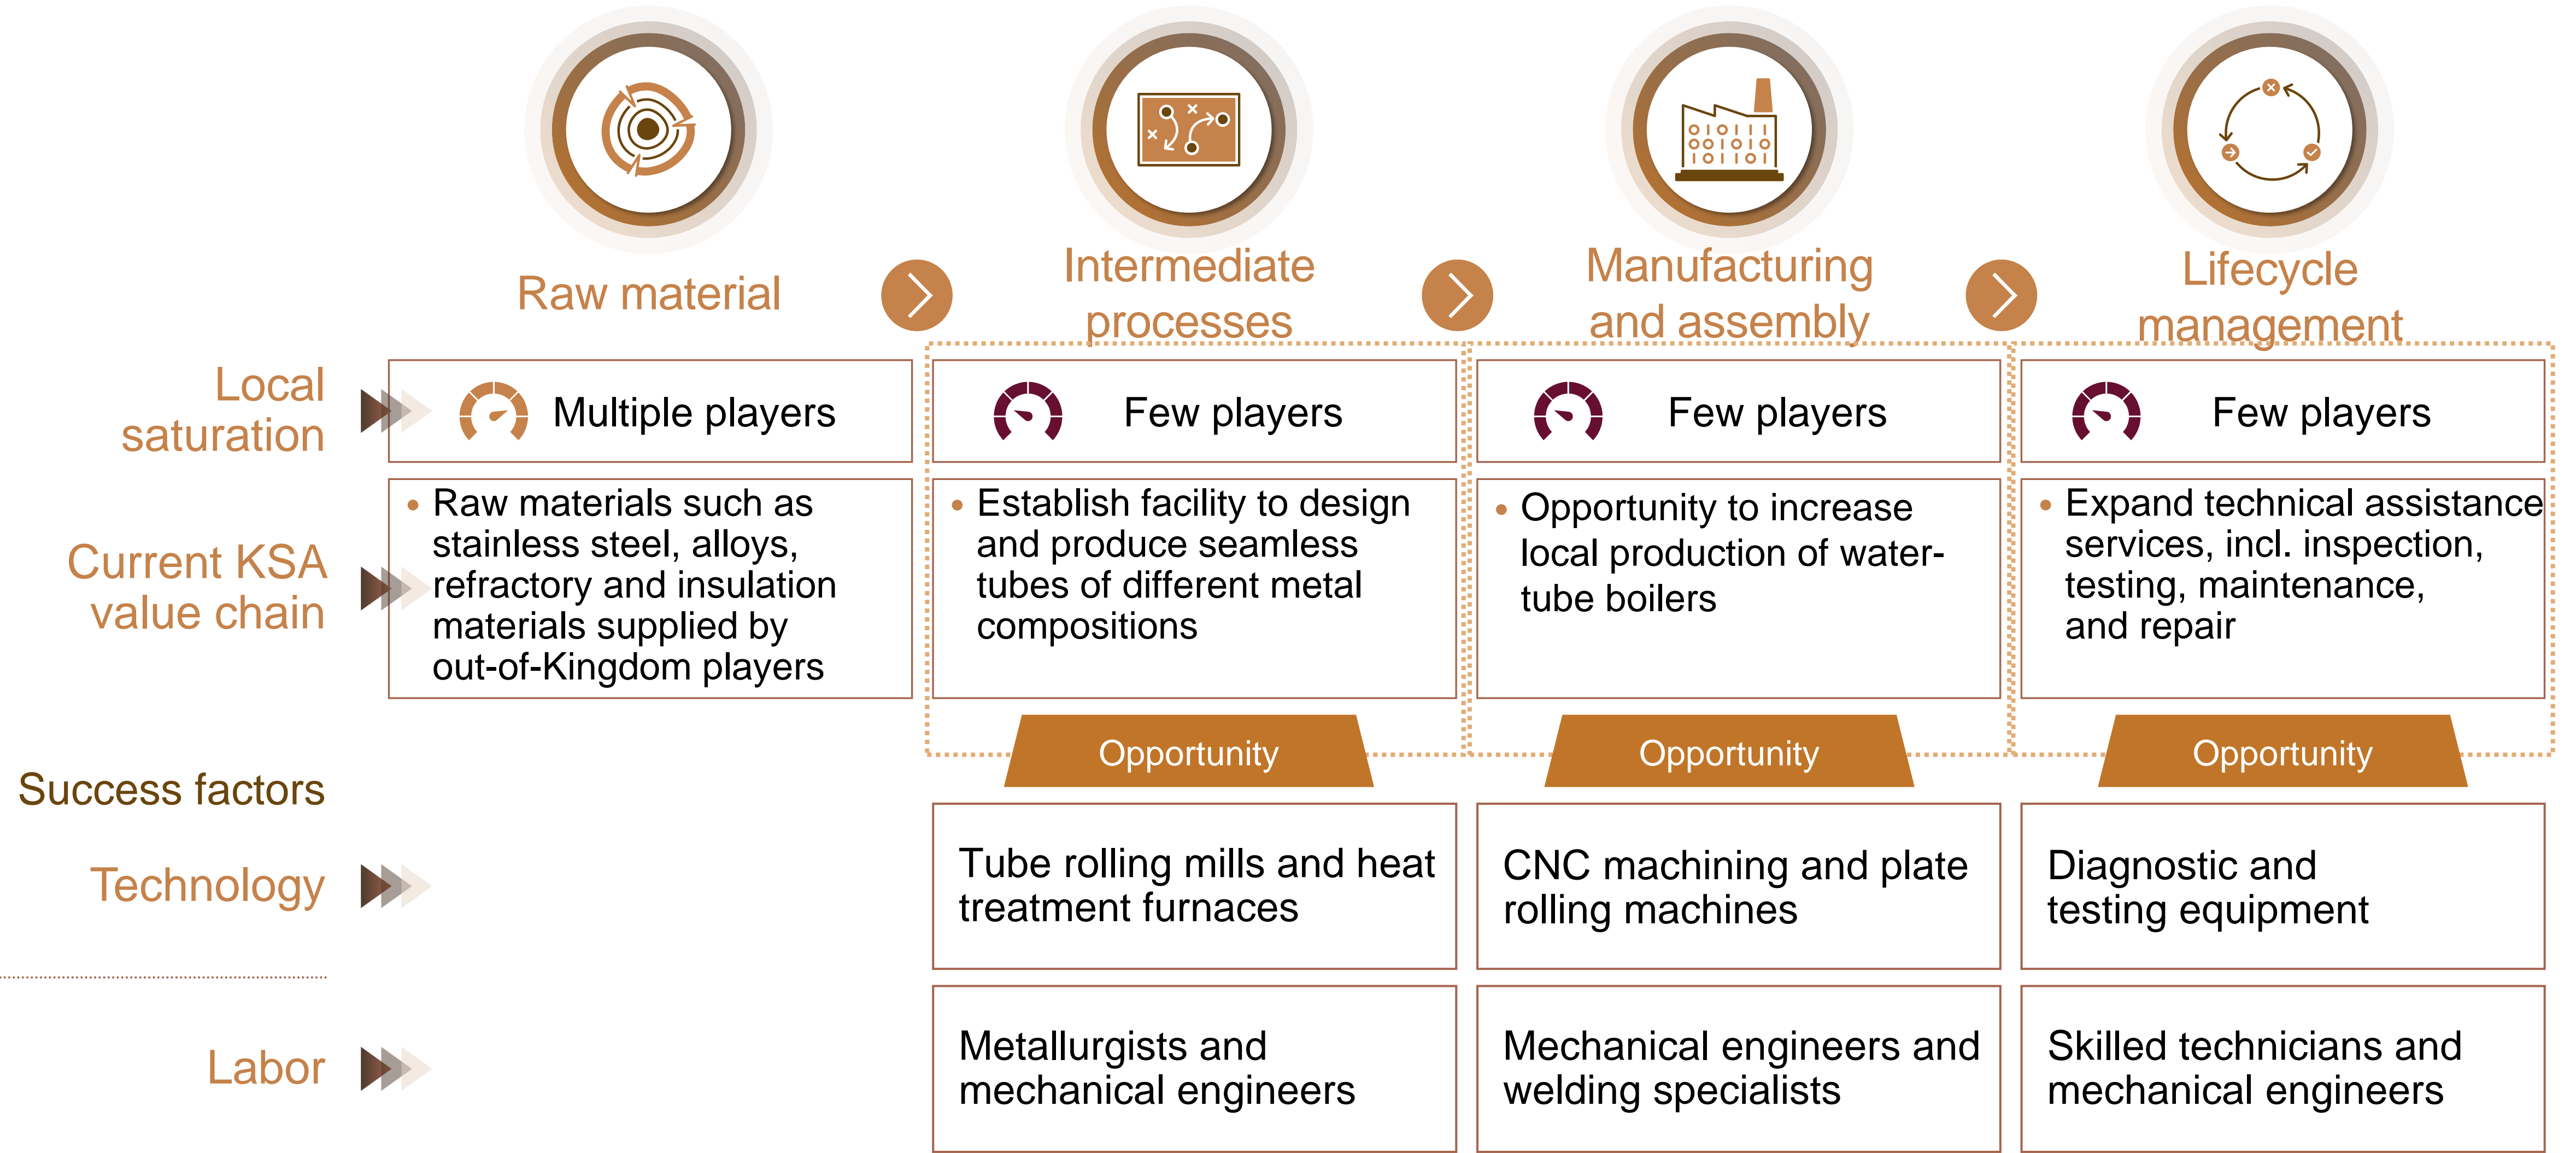 Raw material
Intermediate
processes
Manufacturing
and assembly
Lifecycle
management
Local
saturation
Multiple players
Few players
Few players
Few players
Current KSA
value chain
• Raw materials such as
stainless steel, alloys,
refractory and insulation
materials supplied by
out-of-Kingdom players
• Establish facility to design
and produce seamless
tubes of different metal
compositions
• Opportunity to increase
local production of water-
tube boilers
• Expand technical assistance
services, incl. inspection,
testing, maintenance,
and repair
Opportunity
Opportunity
Opportunity
Success factors
Technology
Tube rolling mills and heat
treatment furnaces
CNC machining and plate
rolling machines
Diagnostic and
testing equipment
Labor
Metallurgists and
mechanical engineers
Mechanical engineers and
welding specialists
Skilled technicians and
mechanical engineers